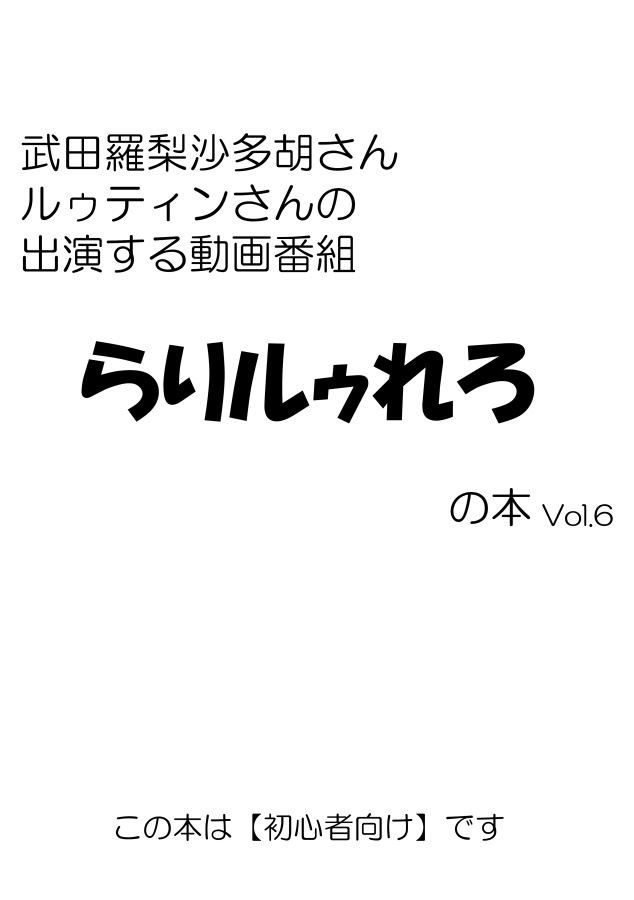 武田羅梨沙多胡さん
ルゥティンさんの
出演する動画番組
らりルゥれろ
の本 Vol.6
この本は【初心者向け】です